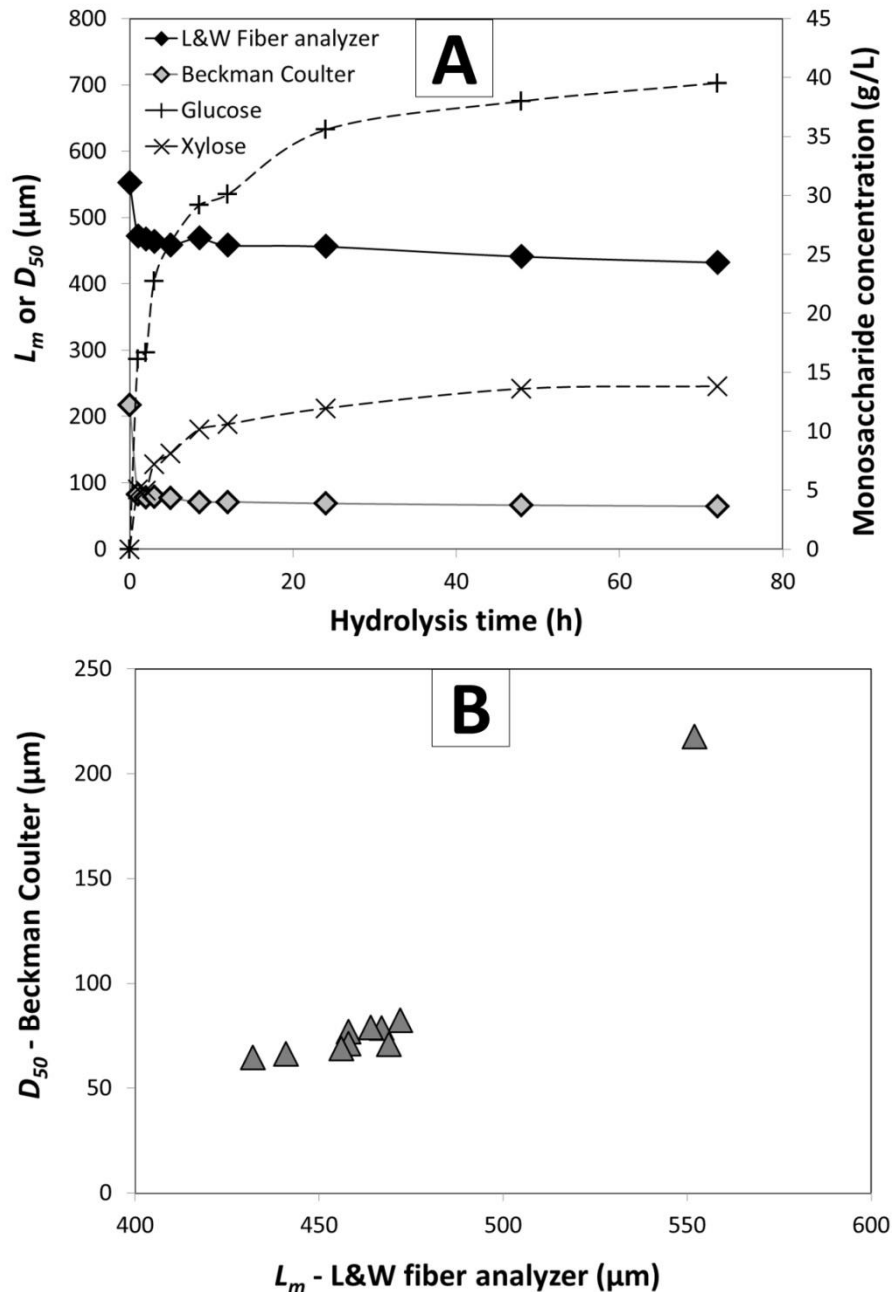 A
L&W Fiber analyzer
Beckman Coulter
Glucose
Xylose
800
700
600
500
400
300
200
100
0
Lm or D50 (µm)
45
40
35
30
25
20
15
10
5
0
Monosaccharide concentration (g/L)
0 20 40 60 80
Hydrolysis time (h)
B
250
200
150
100
50
0
D50 - Beckman Coulter (µm)
400 450 500 550 600
Lm - L&W fiber analyzer (µm)